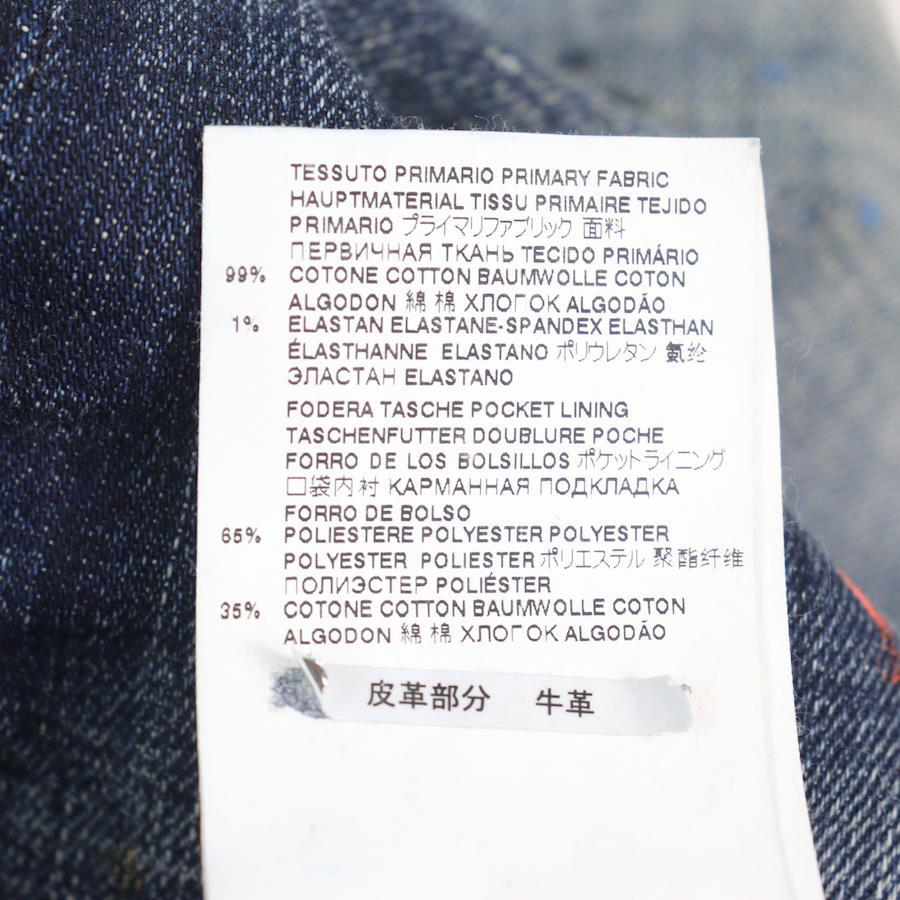 TESSUTO PRIMARIO PRIMARY FABRIC
HAUPTMATERIAL TISSU PRIMAIRE TEJIDO
PRIMARIO プライマリファブリック 面料
ПЕРВИЧНАЯ ТКАНЬ TECIDO PRIMÁRIO
99% COTONE COTTON BAUMWOLLE COTON
ALGODON 綿 棉 ХЛОГОК ALGODÃO
1% ELASTAN ELASTANE-SPANDEX ELASTHAN
ÉLASTHANNE ELASTANO ポリウレタン 氨纶
ЭЛАСТАН ELASTANO
FODERA TASCHE POCKET LINING
TASCHENFUTTER DOUBLURE POCHE
FORRO DE LOS BOLSILLOS ポケットライニング
口袋内衬 КАРМАННАЯ ПОДКЛАДКА
FORRO DE BOLSO
65% POLIESTERE POLYESTER POLYESTER
POLYESTER POLIESTER ポリエステル 聚酯纤维
ПОЛИЭСТЕР POLIÉSTER
35% COTONE COTTON BAUMWOLLE COTON
ALGODON 綿 棉 ХЛОГОК ALGODÃO
皮革部分 牛革